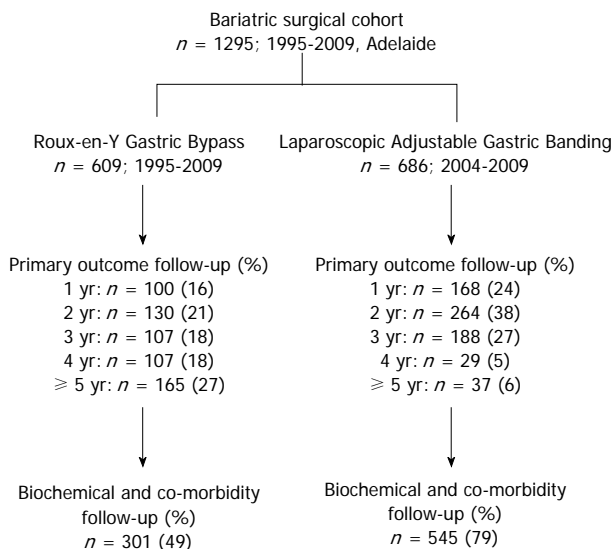 Bariatric surgical cohort
n = 1295; 1995-2009, Adelaide
Roux-en-Y Gastric Bypass
n = 609; 1995-2009
Laparoscopic Adjustable Gastric Banding
n = 686; 2004-2009
Primary outcome follow-up (%)
1 yr: n = 100 (16)
2 yr: n = 130 (21)
3 yr: n = 107 (18)
4 yr: n = 107 (18)
≥ 5 yr: n = 165 (27)
Primary outcome follow-up (%)
1 yr: n = 168 (24)
2 yr: n = 264 (38)
3 yr: n = 188 (27)
4 yr: n = 29 (5)
≥ 5 yr: n = 37 (6)
Biochemical and co-morbidity
follow-up (%)
n = 301 (49)
Biochemical and co-morbidity
follow-up (%)
n = 545 (79)